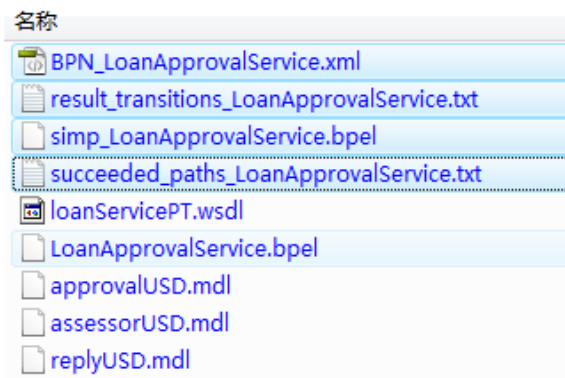 名称
BPN_LoanApprovalService.xml
result_transitions_LoanApprovalService.txt
simp_LoanApprovalService.bpel
succeeded_paths_LoanApprovalService.txt
loanServicePT.wsdl
LoanApprovalService.bpel
approvalUSD.mdl
assessorUSD.mdl
replyUSD.mdl